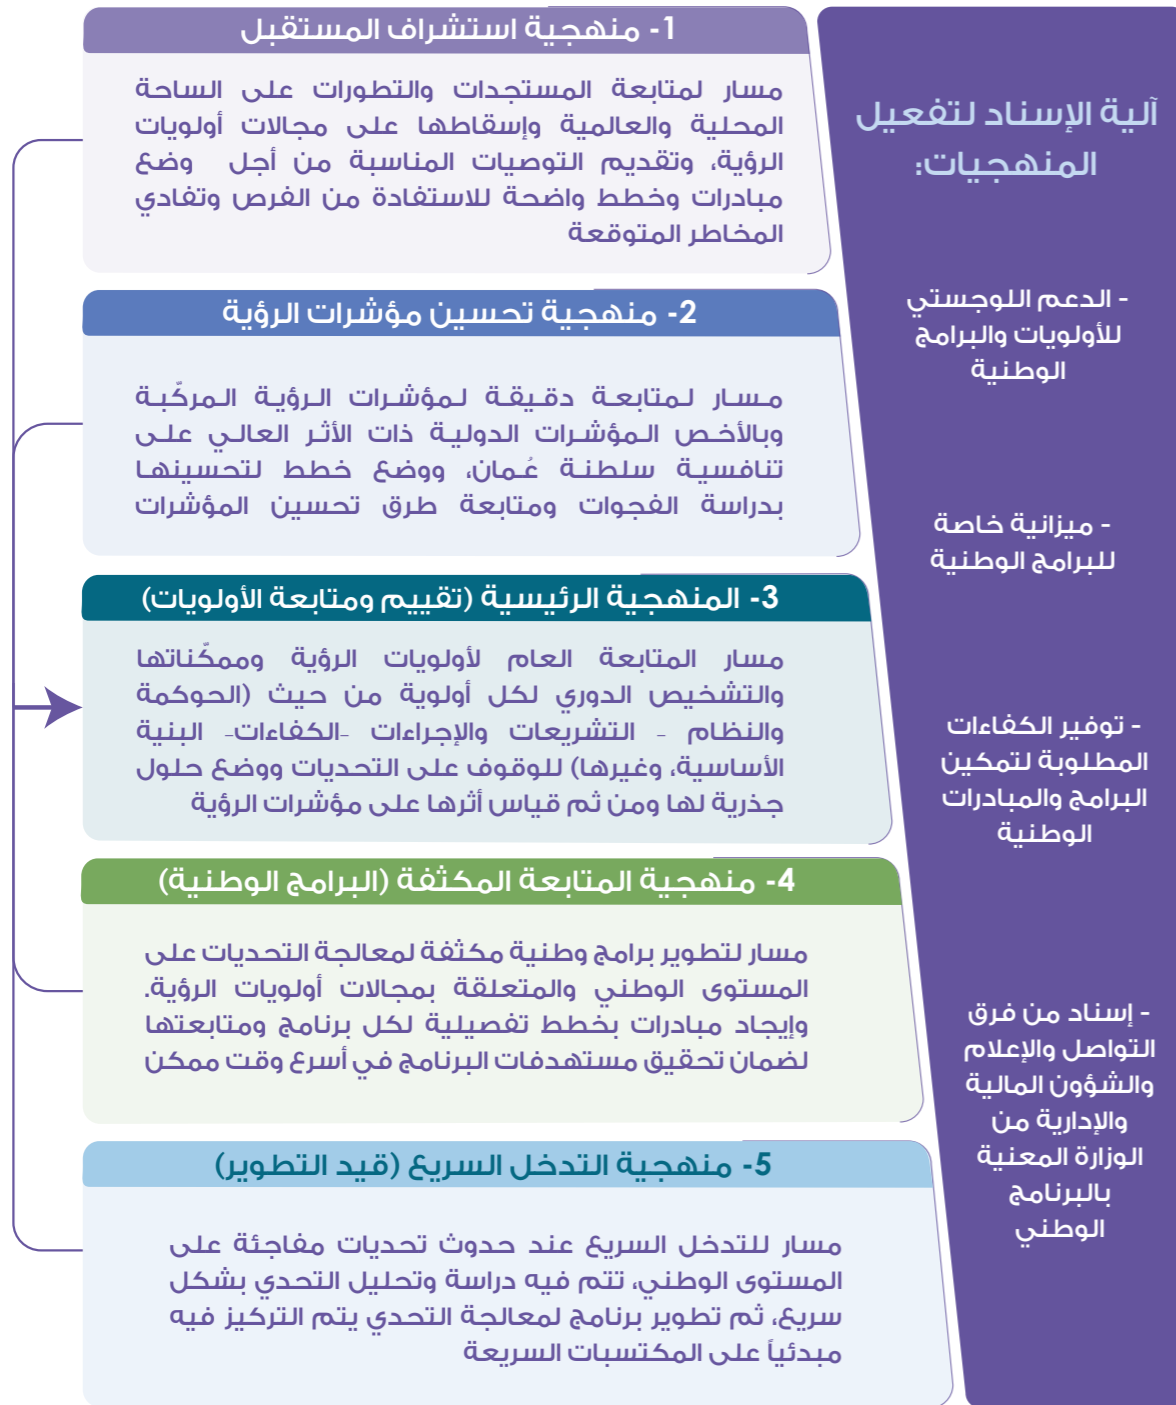 آلية الإسناد لتفعيل
المنهجيات:
- الدعم اللوجستي
للأولويات والبرامج
الوطنية
- ميزانية خاصة
للبرامج الوطنية
- توفير الكفاءات
المطلوبة لتمكين
البرامج والمبادرات
الوطنية
- إسناد من فرق
التواصل والإعلام
والشؤون المالية
والإدارية من
الوزارة المعنية
بالبرنامج
الوطني
1- منهجية استشراف المستقبل
مسار لمتابعة المستجدات والتطورات على الساحة
المحلية والعالمية وإسقاطها على مجالات أولويات
الرؤية، وتقديم التوصيات المناسبة من أجل وضع
مبادرات وخطط واضحة للاستفادة من الفرص وتفادي
المخاطر المتوقعة
2- منهجية تحسين مؤشرات الرؤية
مسار لمتابعة دقيقة لمؤشرات الرؤية المركّبة
وبالأخص المؤشرات الدولية ذات الأثر العالي على
تنافسية سلطنة عُمان، ووضع خطط لتحسينها
بدراسة الفجوات ومتابعة طرق تحسين المؤشرات
3- المنهجية الرئيسية (تقييم ومتابعة الأولويات)
مسار المتابعة العام لأولويات الرؤية وممكّناتها
والتشخيص الدوري لكل أولوية من حيث (الحوكمة
والنظام - التشريعات والإجراءات -الكفاءات- البنية
الأساسية، وغيرها) للوقوف على التحديات ووضع حلول
جذرية لها ومن ثم قياس أثرها على مؤشرات الرؤية
4- منهجية المتابعة المكثفة (البرامج الوطنية)
مسار لتطوير برامج وطنية مكثفة لمعالجة التحديات على
المستوى الوطني والمتعلقة بمجالات أولويات الرؤية.
وإيجاد مبادرات بخطط تفصيلية لكل برنامج ومتابعتها
لضمان تحقيق مستهدفات البرنامج في أسرع وقت ممكن
5- منهجية التدخل السريع (قيد التطوير)
مسار للتدخل السريع عند حدوث تحديات مفاجئة على
المستوى الوطني، تتم فيه دراسة وتحليل التحدي بشكل
سريع، ثم تطوير برنامج لمعالجة التحدي يتم التركيز فيه
مبدئياً على المكتسبات السريعة